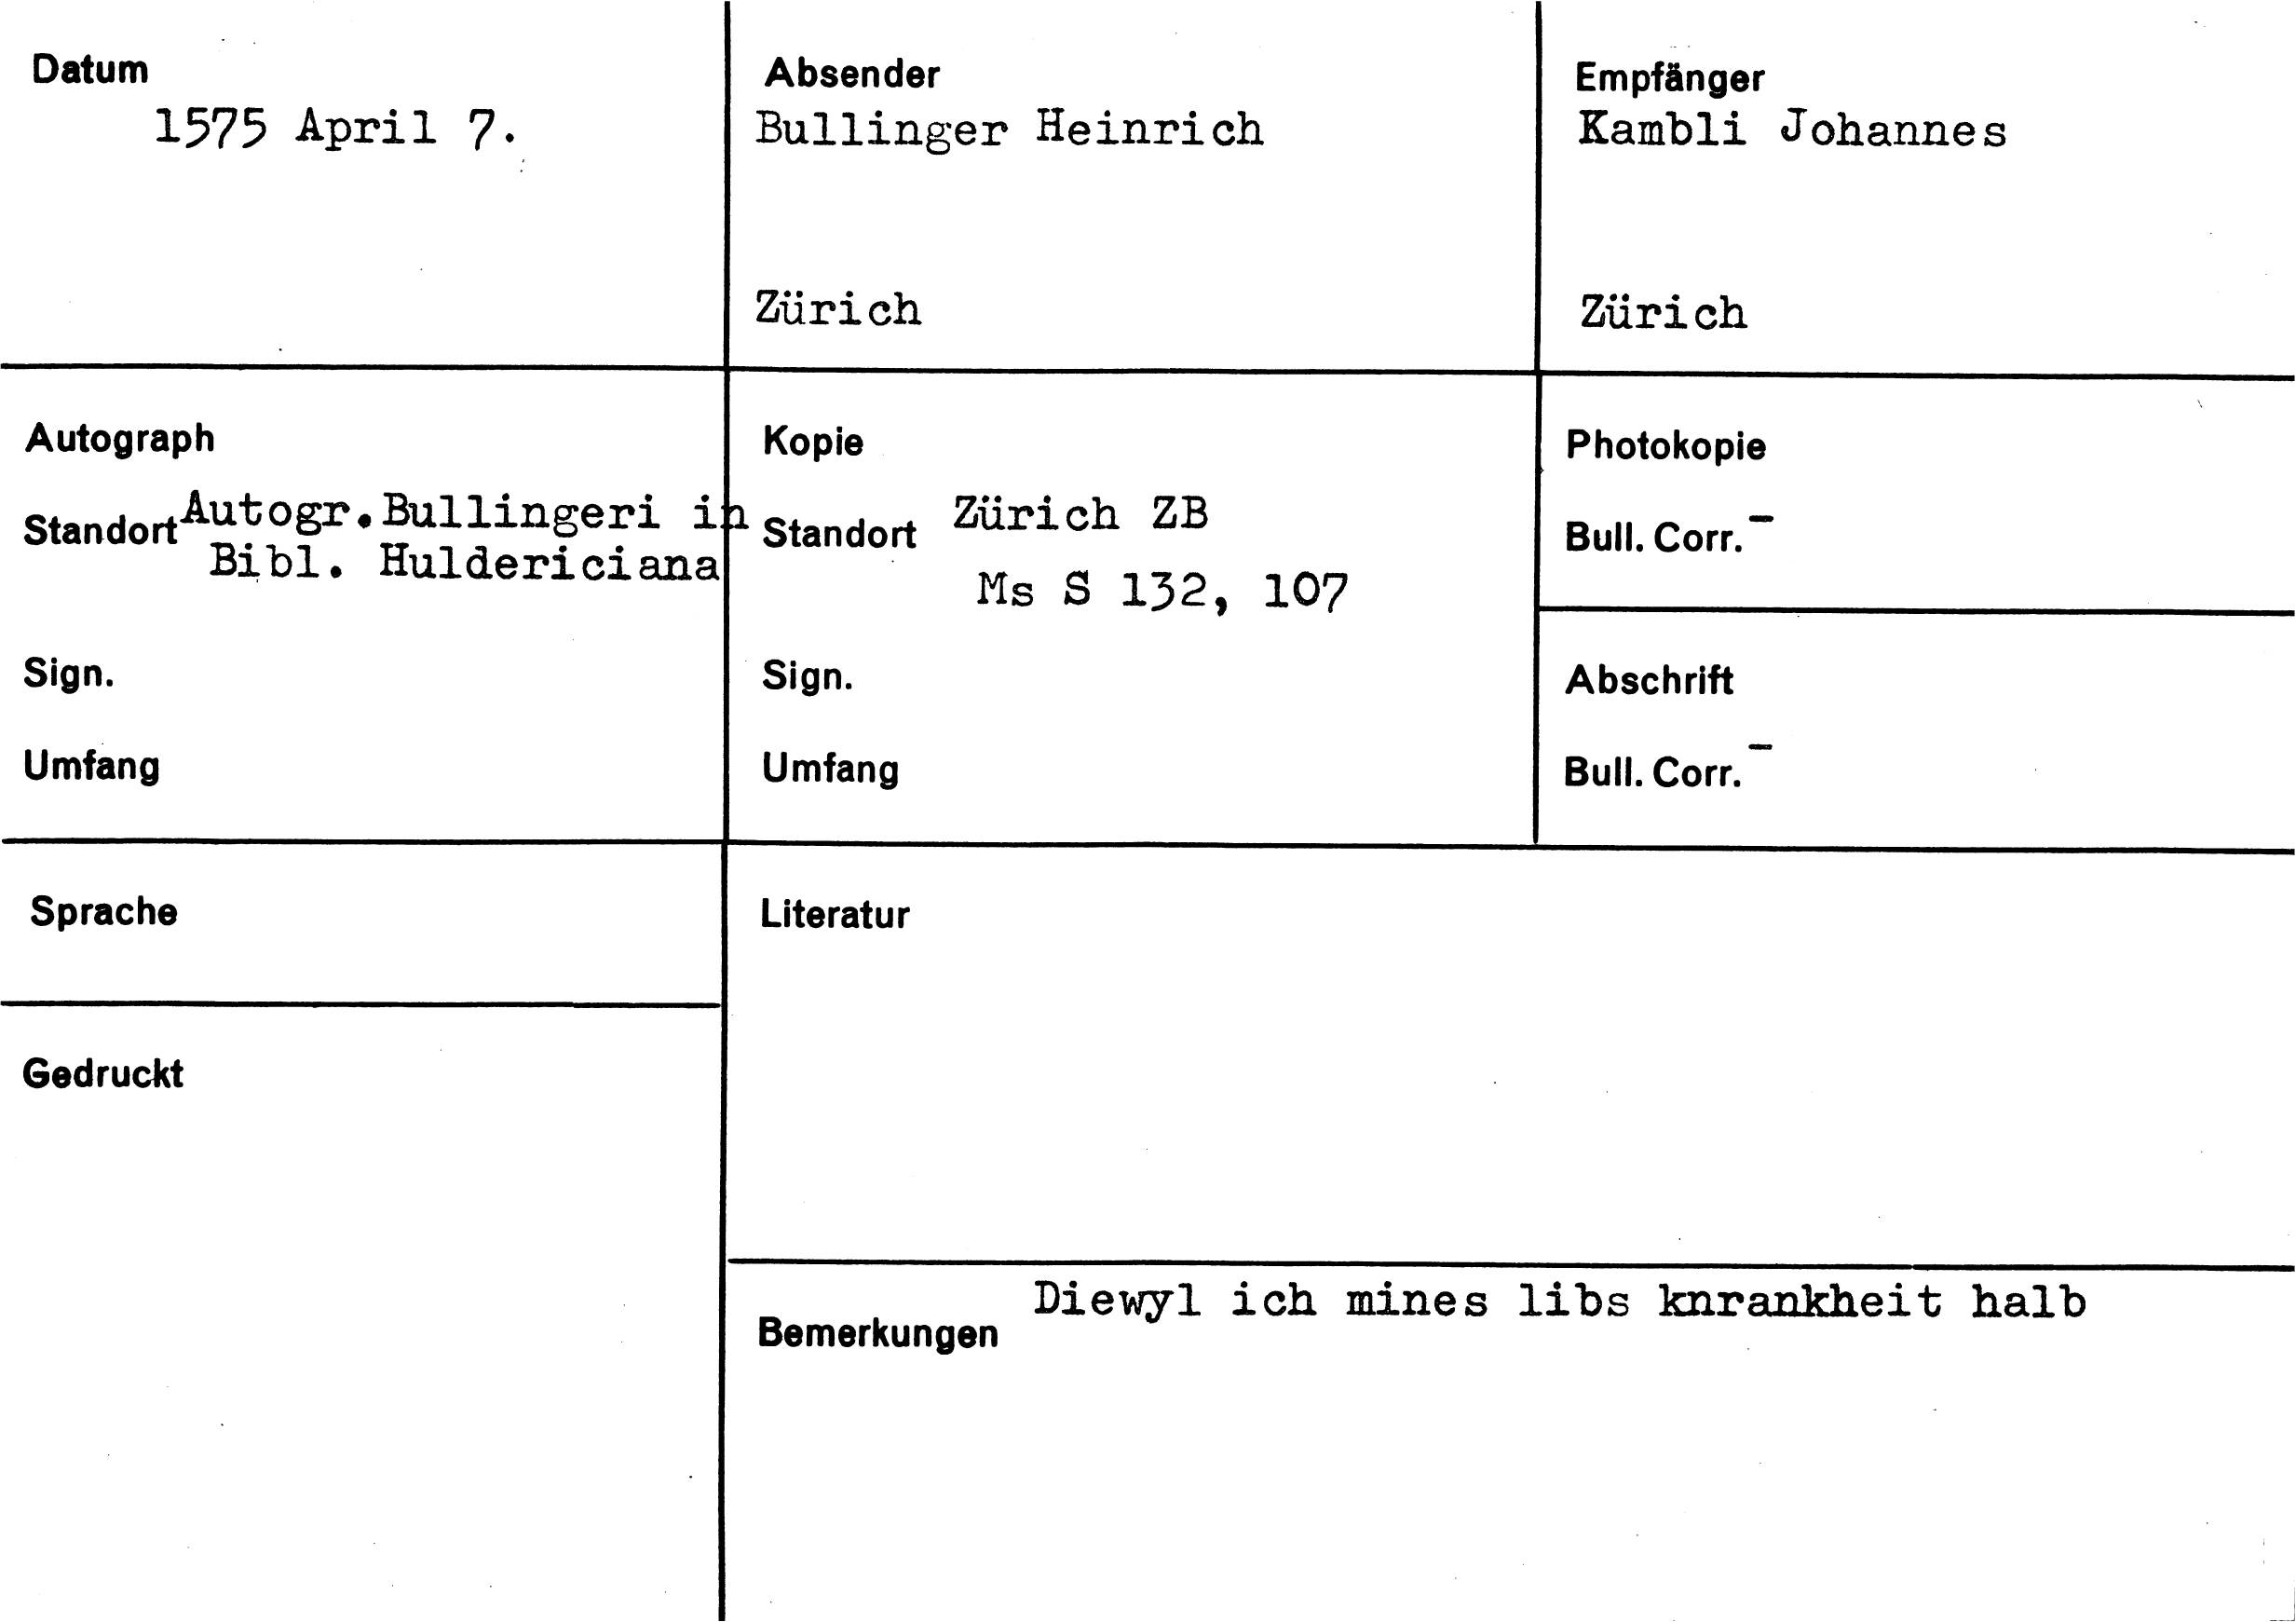 Datum
1575 April 7.
Absender
Bullinger Heinrich
Zürich
Empfänger
Kambli Johannes
Zürich
Autograph
Standort Autogr.Bullingeri in
Bibl. Huldericiana
Sign.
Umfang
Kopie
Standort Zürich ZB
Ms S 132, 107
Sign.
Umfang
Photokopie
Bull. Corr. -
Abschrift
Bull. Corr. -
Sprache
Gedruckt
Literatur
Bemerkungen Diewyl ich mines libs knrankheit halb